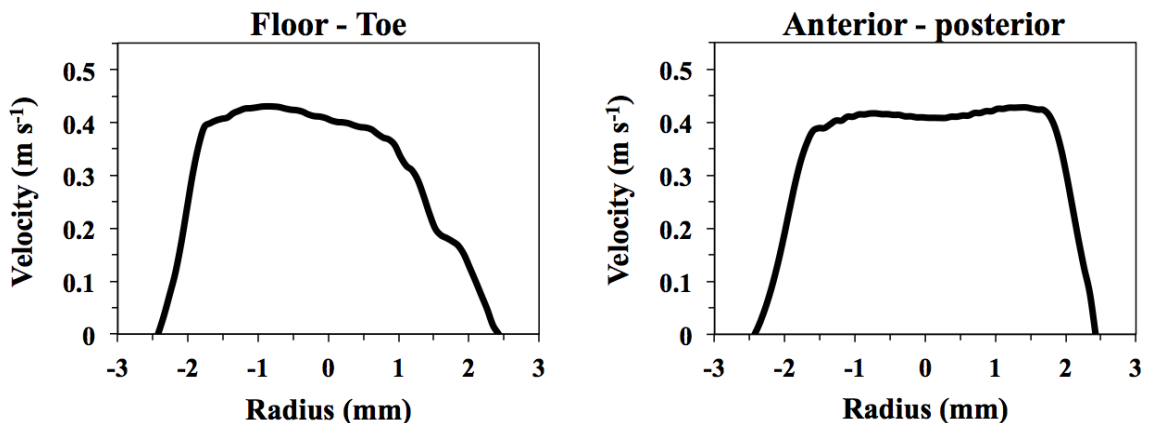 Floor - Toe
Velocity (m s⁻¹)
0.5
0.4
0.3
0.2
0.1
0
-3 -2 -1 0 1 2 3
Radius (mm)
Anterior - posterior
Velocity (m s⁻¹)
0.5
0.4
0.3
0.2
0.1
0
-3 -2 -1 0 1 2 3
Radius (mm)